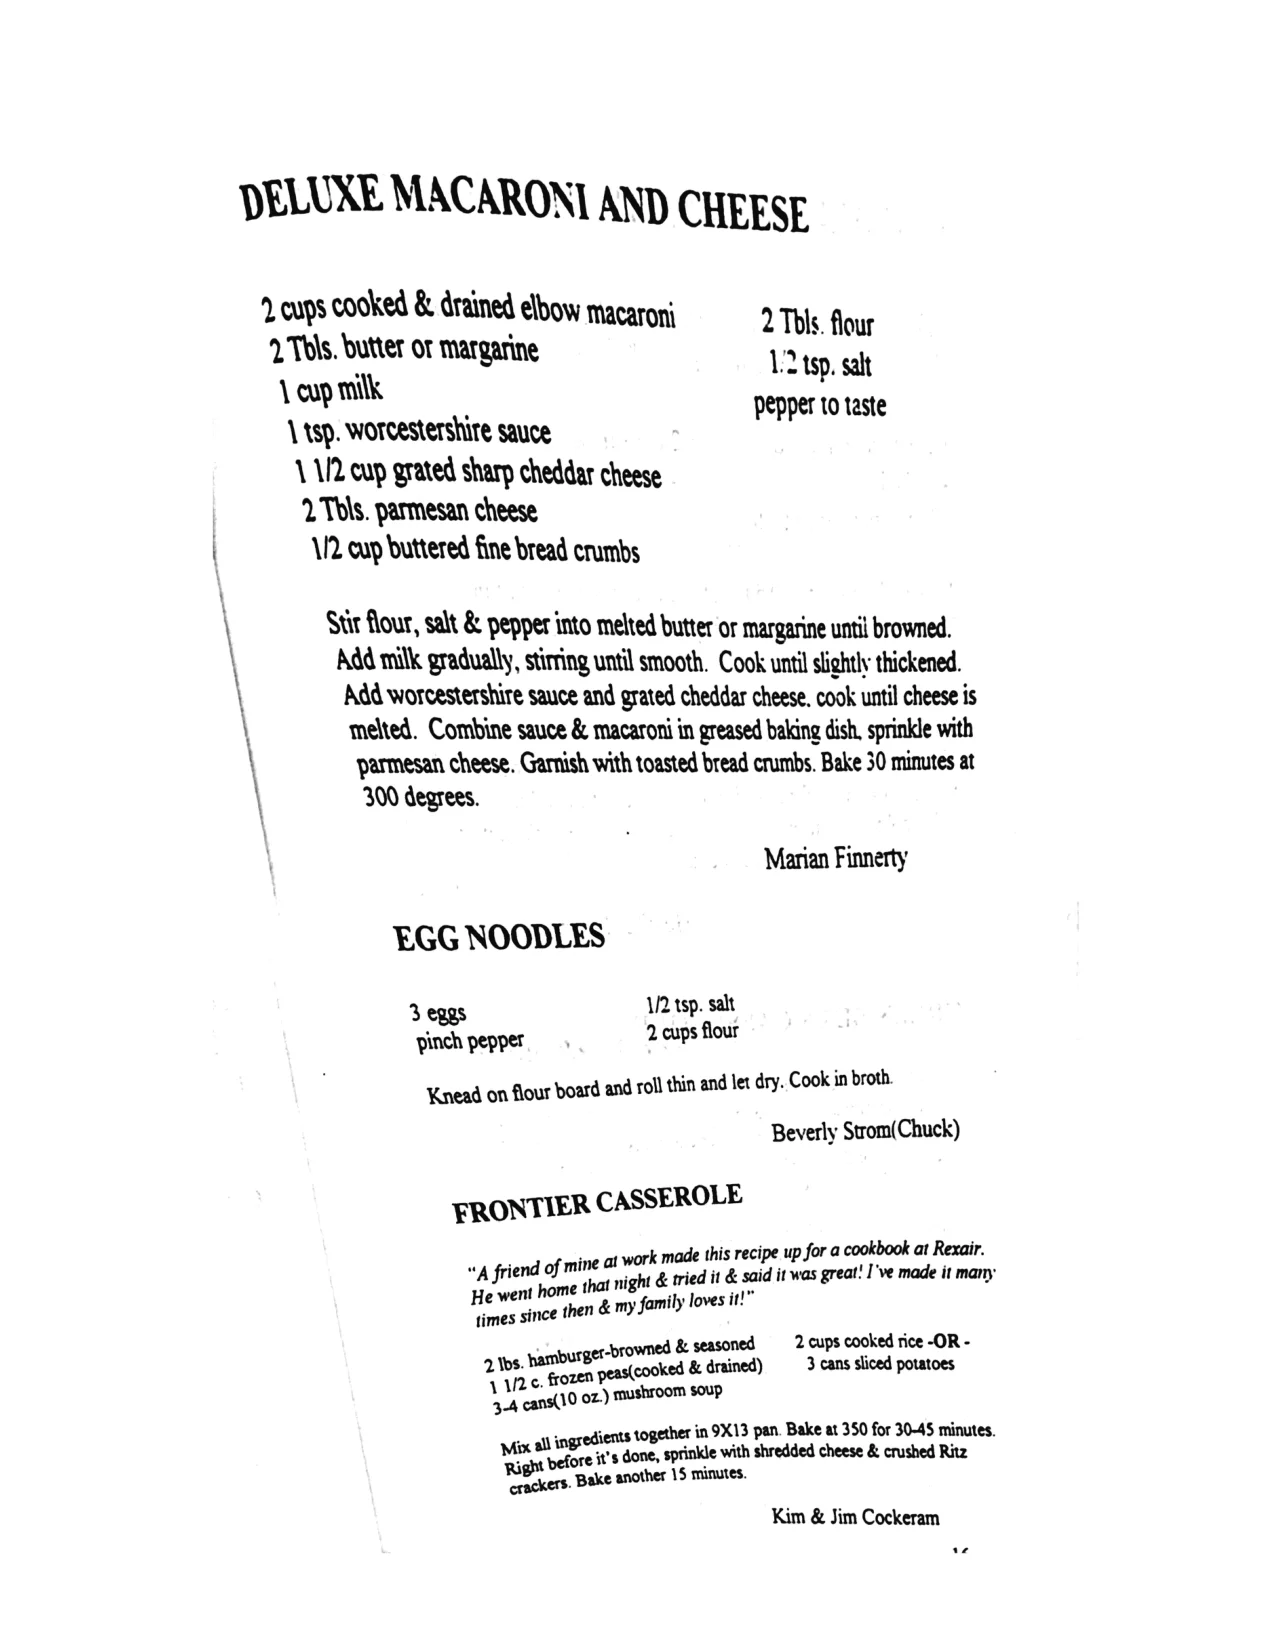 DELUXE MACARONI AND CHEESE
2 cups cooked & drained elbow macaroni 2 Tbls. flour
2 Tbls. butter or margarine 1/2 tsp. salt
1 cup milk pepper to taste
1 tsp. worcestershire sauce
1 1/2 cup grated sharp cheddar cheese
2 Tbls. parmesan cheese
1/2 cup buttered fine bread crumbs
Stir flour, salt & pepper into melted butter or margarine until browned.
Add milk gradually, stirring until smooth. Cook until slightly thickened.
Add worcestershire sauce and grated cheddar cheese, cook until cheese is
melted. Combine sauce & macaroni in greased baking dish, sprinkle with
parmesan cheese. Garnish with toasted bread crumbs. Bake 30 minutes at
300 degrees.
Marian Finnerty
EGG NOODLES
3 eggs 1/2 tsp. salt
pinch pepper 2 cups flour
Knead on flour board and roll thin and let dry. Cook in broth.
Beverly Strom(Chuck)
FRONTIER CASSEROLE
"A friend of mine at work made this recipe up for a cookbook at Rexair.
He went home that night & tried it & said it was great! I've made it many
times since then & my family loves it!"
2 lbs. hamburger-browned & seasoned 2 cups cooked rice -OR -
1 1/2 c. frozen peas(cooked & drained) 3 cans sliced potatoes
3-4 cans(10 oz.) mushroom soup
Mix all ingredients together in 9X13 pan. Bake at 350 for 30-45 minutes.
Right before it's done, sprinkle with shredded cheese & crushed Ritz
crackers. Bake another 15 minutes.
Kim & Jim Cockeram